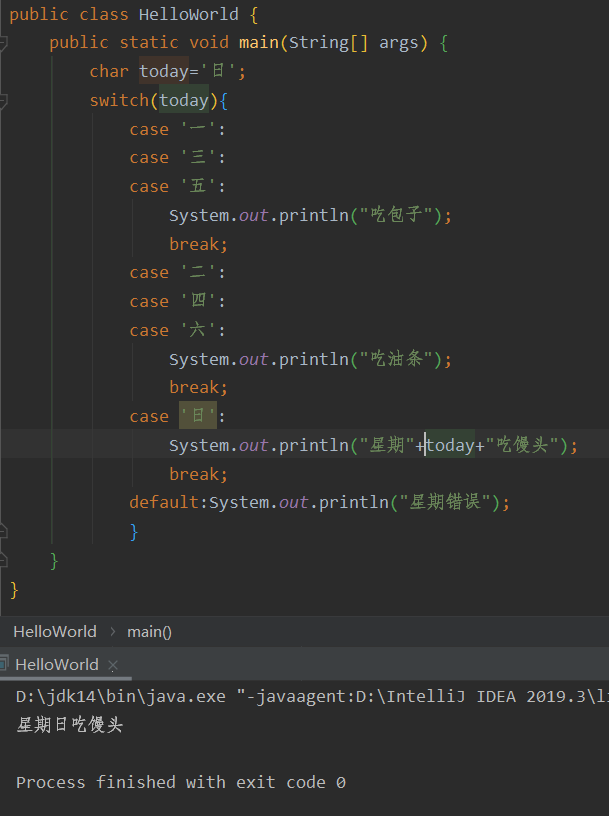 public class HelloWorld {
    public static void main(String[] args) {
        char today='日';
        switch(today){
            case '一':
            case '三':
            case '五':
                System.out.println("吃包子");
                break;
            case '二':
            case '四':
            case '六':
                System.out.println("吃油条");
                break;
            case '日':
                System.out.println("星期"+today+"吃馒头");
                break;
            default:System.out.println("星期错误");
            }
    }
}
HelloWorld > main()
HelloWorld ×
D:\jdk14\bin\java.exe "-javaagent:D:\IntelliJ IDEA 2019.3\li
星期日吃馒头
Process finished with exit code 0